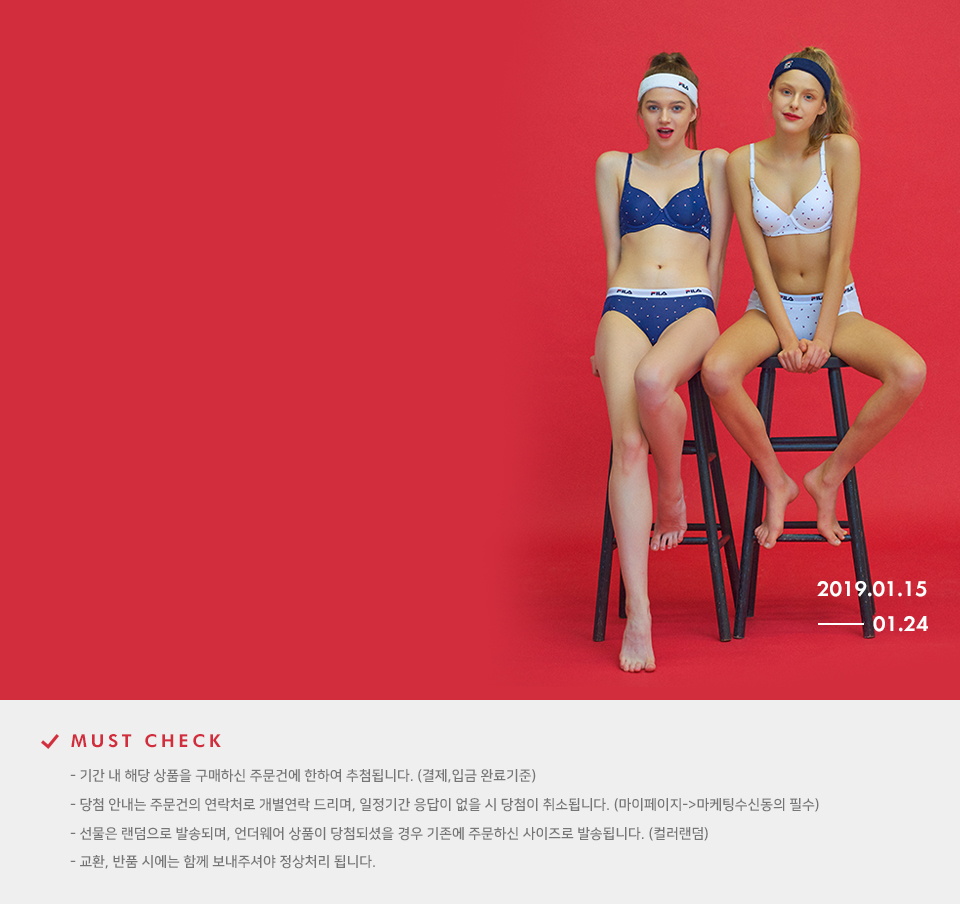 FILA
FILA FILA FILA
FILA FILA FILA
FILA
2019.01.15
01.24
MUST CHECK
- 기간 내 해당 상품을 구매하신 주문건에 한하여 추첨됩니다. (결제,입금 완료기준)
- 당첨 안내는 주문건의 연락처로 개별연락 드리며, 일정기간 응답이 없을 시 당첨이 취소됩니다. (마이페이지->마케팅수신동의 필수)
- 선물은 랜덤으로 발송되며, 언더웨어 상품이 당첨되셨을 경우 기존에 주문하신 사이즈로 발송됩니다. (컬러랜덤)
- 교환, 반품 시에는 함께 보내주셔야 정상처리 됩니다.